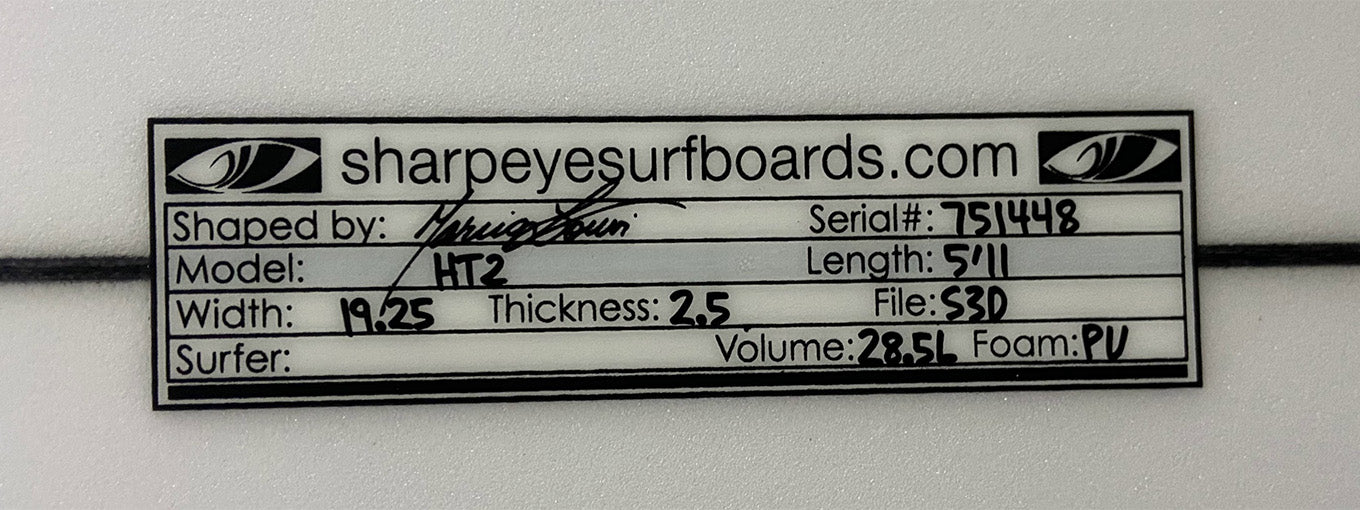 sharpeyesurfboards.com
Shaped by: Serial#: 751448
Model: HT2 Length: 5'11
Width: 19.25 Thickness: 2.5 File: S3D
Surfer: Volume: 28.5L Foam: PU